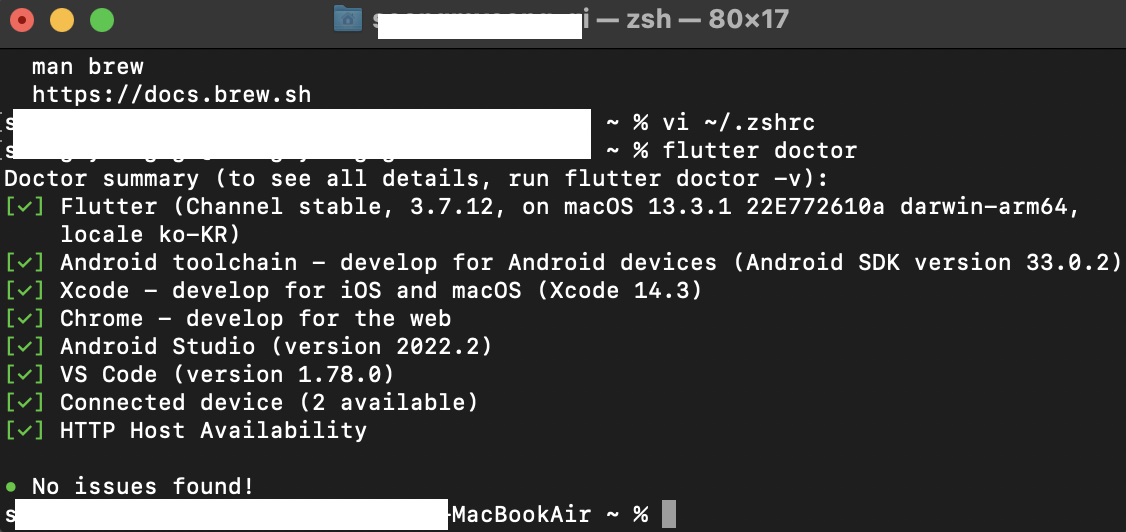 — zsh — 80×17
man brew
https://docs.brew.sh
~ % vi ~/.zshrc
~ % flutter doctor
Doctor summary (to see all details, run flutter doctor -v):
[✓] Flutter (Channel stable, 3.7.12, on macOS 13.3.1 22E772610a darwin-arm64,
locale ko-KR)
[✓] Android toolchain - develop for Android devices (Android SDK version 33.0.2)
[✓] Xcode - develop for iOS and macOS (Xcode 14.3)
[✓] Chrome - develop for the web
[✓] Android Studio (version 2022.2)
[✓] VS Code (version 1.78.0)
[✓] Connected device (2 available)
[✓] HTTP Host Availability
• No issues found!
-MacBookAir ~ %